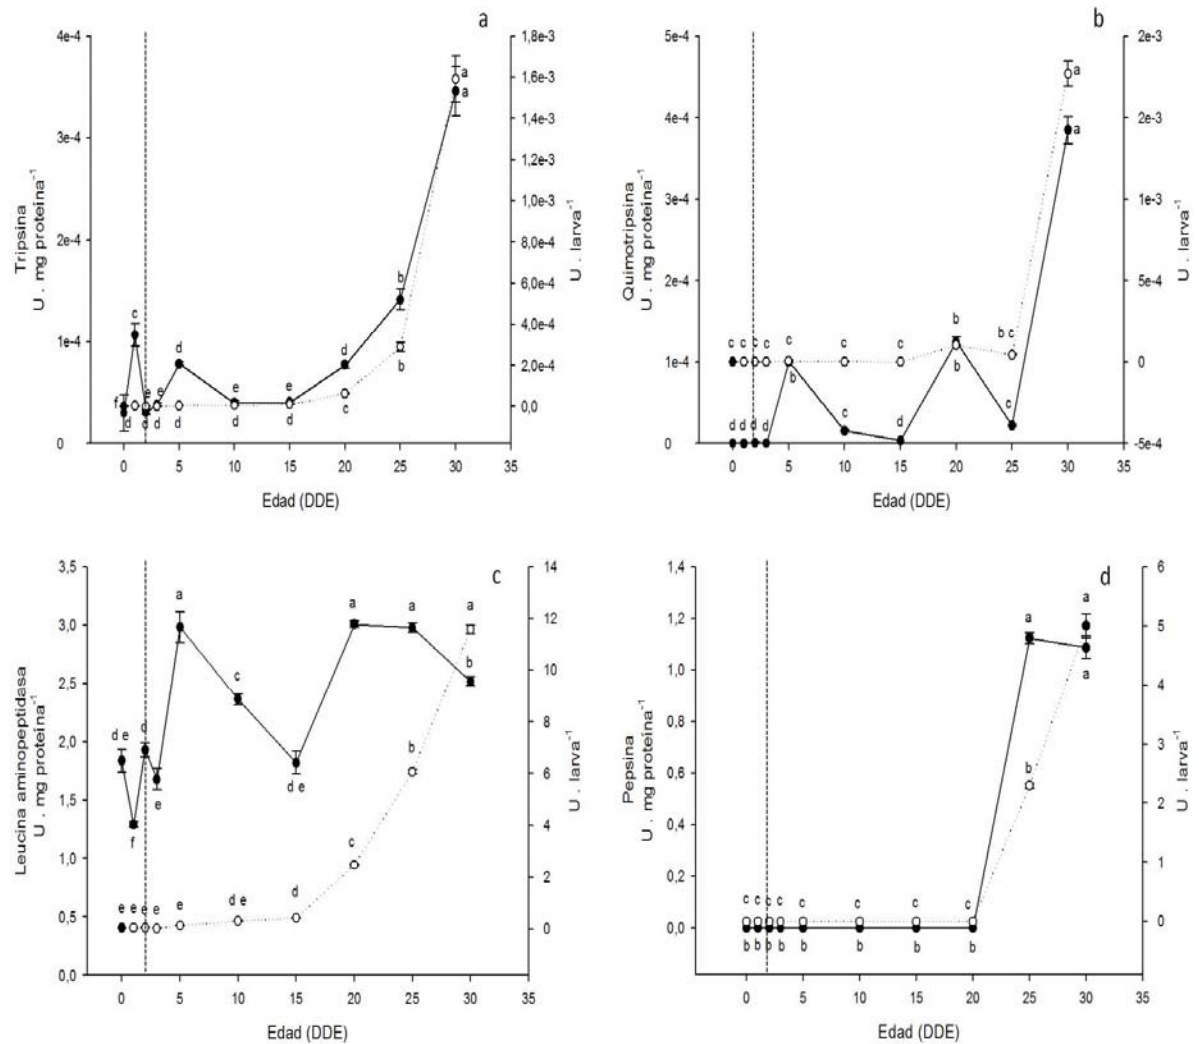 a
Tripsina
U . mg proteina⁻¹
4e-4
3e-4
2e-4
1e-4
0
1,8e-3
1,6e-3
1,4e-3
1,2e-3
1,0e-3
8,0e-4
6,0e-4
4,0e-4
2,0e-4
0,0
U . larva⁻¹
a
a
b
c
d
d
b
f
e e
e
e
d d d d
d
d
c
0 5 10 15 20 25 30 35
Edad (DDE)
b
Quimotripsina
U . mg proteina⁻¹
5e-4
4e-4
3e-4
2e-4
1e-4
0
2e-3
2e-3
1e-3
5e-4
0
-5e-4
U . larva⁻¹
a
a
b
b c
c c c c
c
c
c
b
b
c
c
d
d d d d
0 5 10 15 20 25 30 35
Edad (DDE)
c
Leucina aminopeptidasa
U . mg proteina⁻¹
3,5
3,0
2,5
2,0
1,5
1,0
0,5
0,0
14
12
10
8
6
4
2
0
U . larva⁻¹
a
a
a
a
c
b
d e
d
b
d e
e
f
c
e e e e
e
d e
d
0 5 10 15 20 25 30 35
Edad (DDE)
d
Pepsina
U . mg proteina⁻¹
1,4
1,2
1,0
0,8
0,6
0,4
0,2
0,0
6
5
4
3
2
1
0
U . larva⁻¹
a
a
a
b
c c c c c c c c
b b b b b b b b
0 5 10 15 20 25 30 35
Edad (DDE)